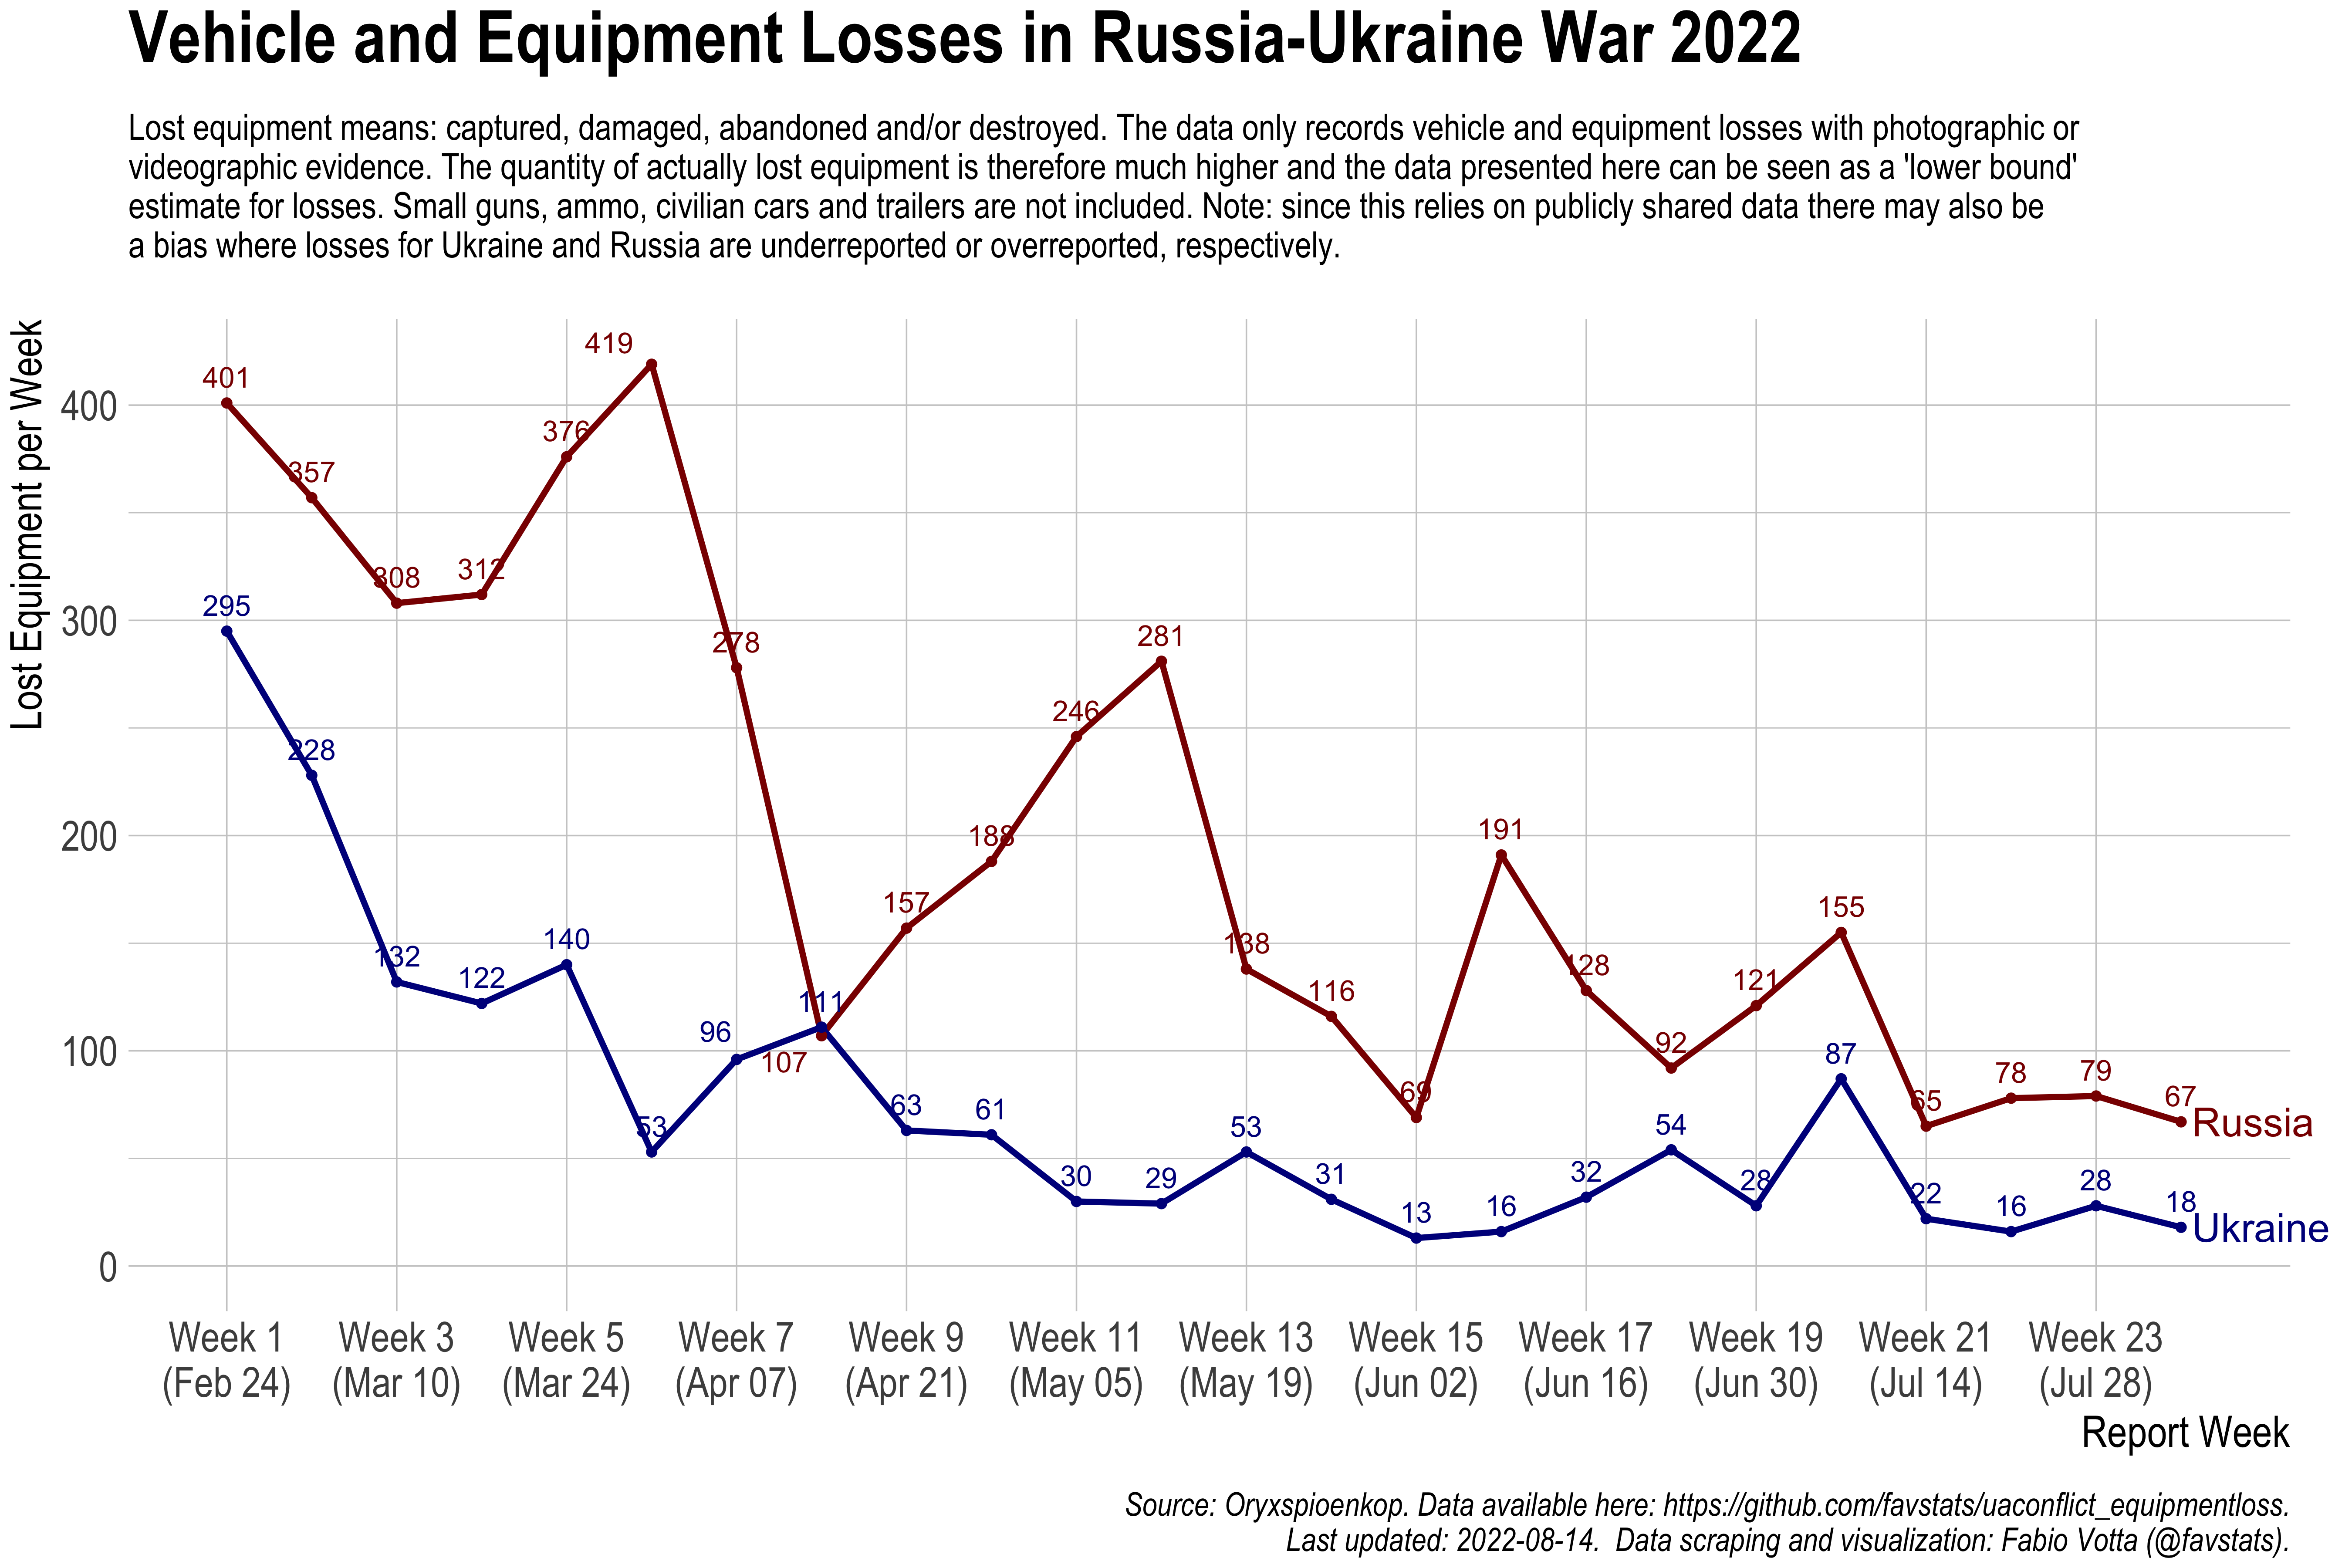 Vehicle and Equipment Losses in Russia-Ukraine War 2022
Lost equipment means: captured, damaged, abandoned and/or destroyed. The data only records vehicle and equipment losses with photographic or
videographic evidence. The quantity of actually lost equipment is therefore much higher and the data presented here can be seen as a 'lower bound'
estimate for losses. Small guns, ammo, civilian cars and trailers are not included. Note: since this relies on publicly shared data there may also be
a bias where losses for Ukraine and Russia are underreported or overreported, respectively.
Lost Equipment per Week
400
300
200
100
0
401
357
308
312
376
419
278
107
157
188
246
281
138
116
69
191
128
92
121
155
65
78
79
67
Russia
295
228
132
122
140
53
96
111
63
61
30
29
53
31
13
16
32
54
28
87
22
16
28
18
Ukraine
Week 1
(Feb 24)
Week 3
(Mar 10)
Week 5
(Mar 24)
Week 7
(Apr 07)
Week 9
(Apr 21)
Week 11
(May 05)
Week 13
(May 19)
Week 15
(Jun 02)
Week 17
(Jun 16)
Week 19
(Jun 30)
Week 21
(Jul 14)
Week 23
(Jul 28)
Report Week
Source: Oryxspioenkop. Data available here: https://github.com/favstats/uaconflict_equipmentloss.
Last updated: 2022-08-14.  Data scraping and visualization: Fabio Votta (@favstats).